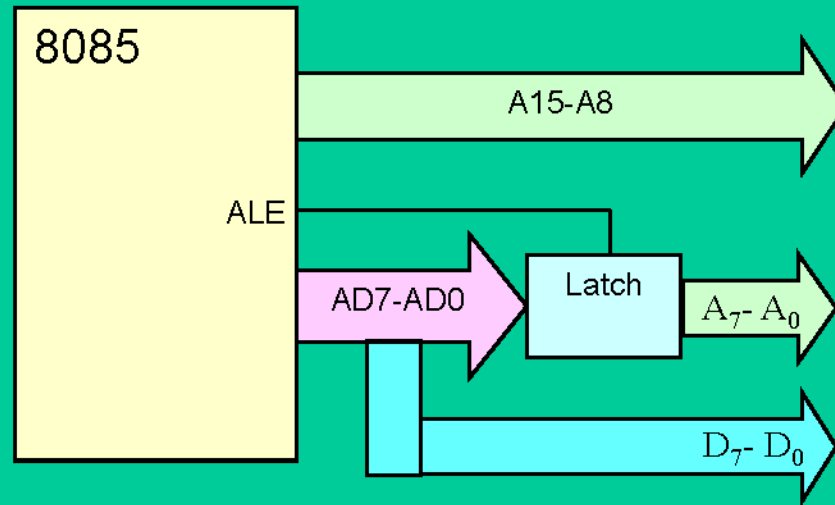 8085
A15-A8
ALE
AD7-AD0
Latch
A₇- A₀
D₇- D₀